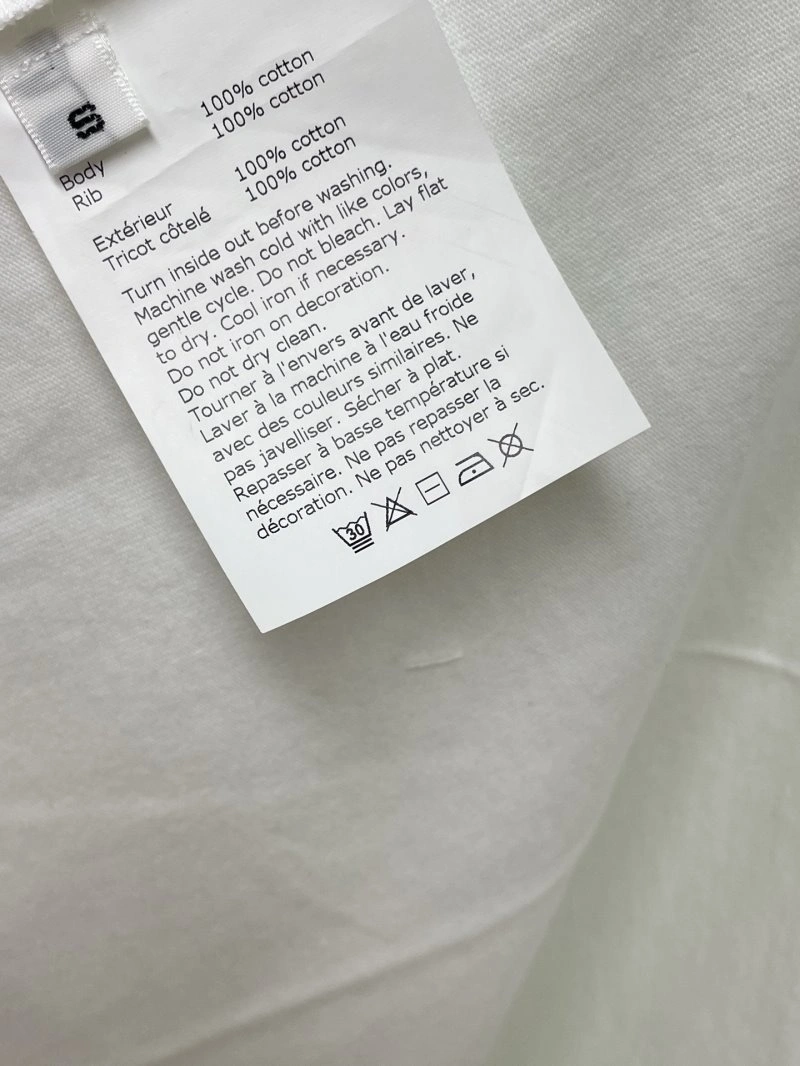 S
Body 100% cotton
Rib 100% cotton
Extérieur 100% cotton
Tricot côtelé 100% cotton
Turn inside out before washing.
Machine wash cold with like colors,
gentle cycle. Do not bleach. Lay flat
to dry. Cool iron if necessary.
Do not iron on decoration.
Do not dry clean.
Tourner à l'envers avant de laver,
Laver à la machine à l'eau froide
avec des couleurs similaires. Ne
pas javelliser. Sécher à plat.
Repasser à basse température si
nécessaire. Ne pas repasser la
décoration. Ne pas nettoyer à sec.
30